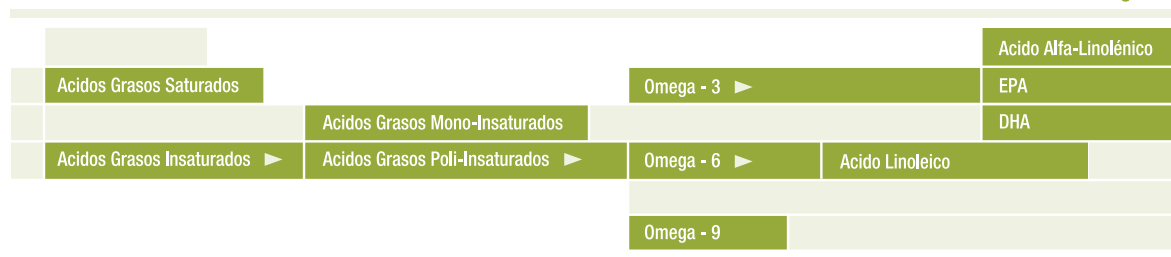 Acido Alfa-Linolénico
Acidos Grasos Saturados Omega - 3 ► EPA
Acidos Grasos Mono-Insaturados DHA
Acidos Grasos Insaturados ► Acidos Grasos Poli-Insaturados ► Omega - 6 ► Acido Linoleico
Omega - 9